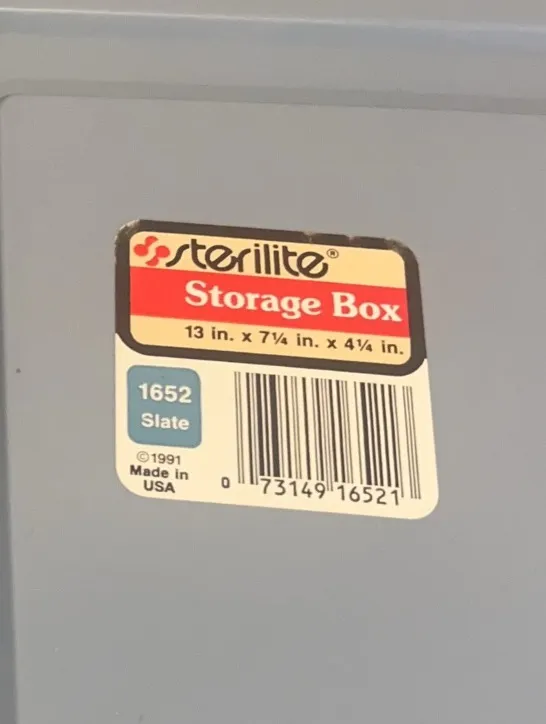 sterilite®
Storage Box
13 in. x 7¼ in. x 4¼ in.
1652
Slate
©1991
Made in
USA
0 73149 16521